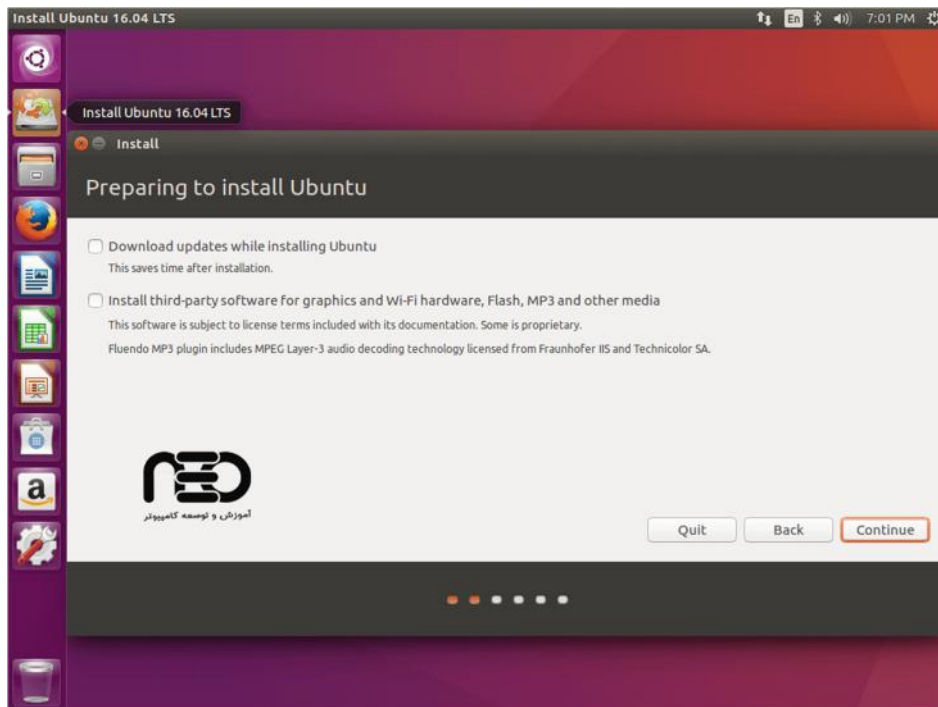 Install Ubuntu 16.04 LTS
En
7:01 PM
Install Ubuntu 16.04 LTS
Install
Preparing to install Ubuntu
Download updates while installing Ubuntu
This saves time after installation.
Install third-party software for graphics and Wi-Fi hardware, Flash, MP3 and other media
This software is subject to license terms included with its documentation. Some is proprietary.
Fluendo MP3 plugin includes MPEG Layer-3 audio decoding technology licensed from Fraunhofer IIS and Technicolor SA.
NEO
آموزش و توسعه کامپیوتر
a
Quit
Back
Continue